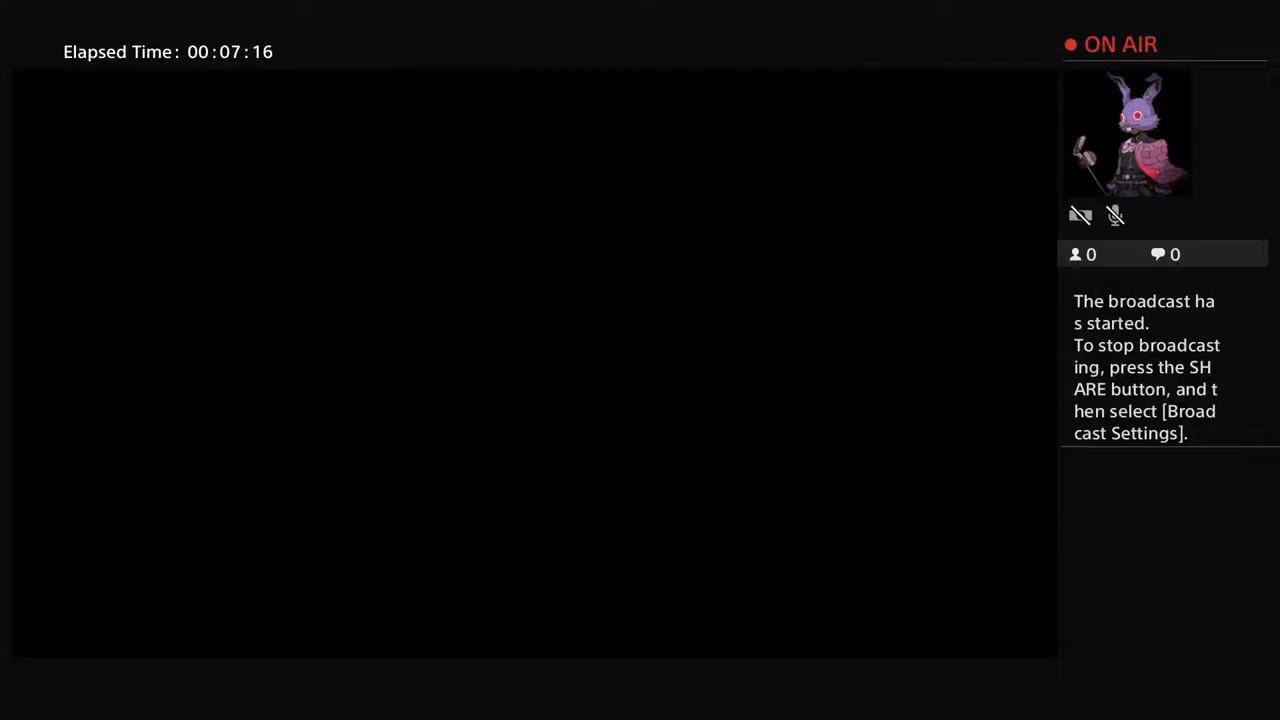 Elapsed Time: 00:07:16
ON AIR
0 0
The broadcast ha
s started.
To stop broadcast
ing, press the SH
ARE button, and t
hen select [Broad
cast Settings].